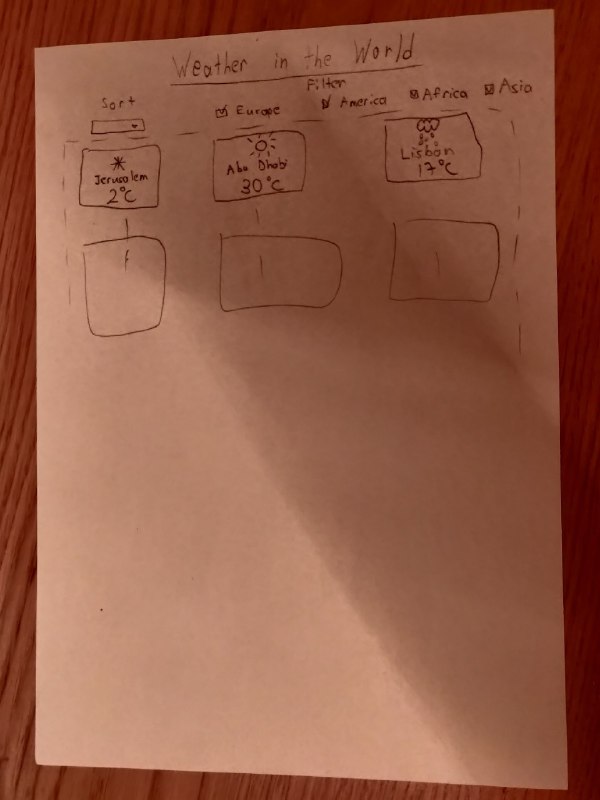 Weather in the World
Filter
Sort
Europe
America
Africa
Asia
Jerusalem
2°C
Abu Dhabi
30°C
Lisbon
17°C